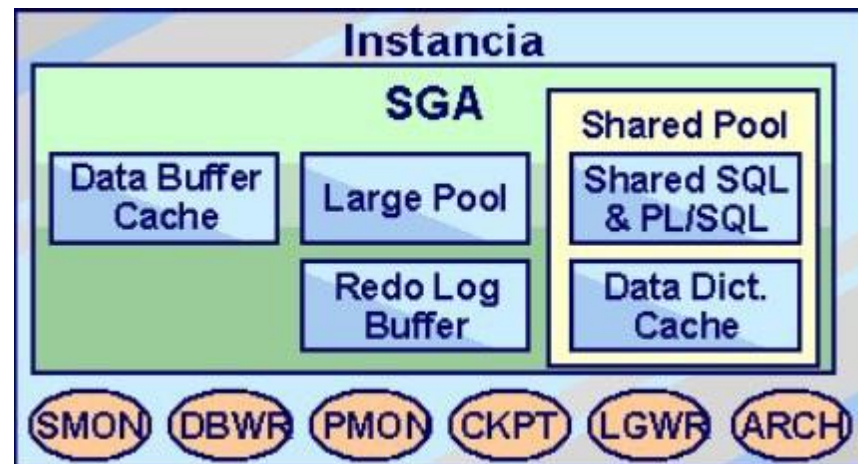 Instancia
SGA
Shared Pool
Data Buffer
Cache
Large Pool
Shared SQL
& PL/SQL
Redo Log
Buffer
Data Dict.
Cache
SMON DBWR PMON CKPT LGWR ARCH